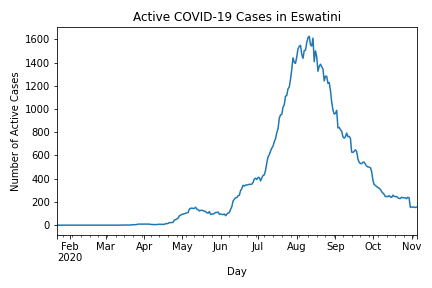 Active COVID-19 Cases in Eswatini
Number of Active Cases
1600
1400
1200
1000
800
600
400
200
0
Feb Mar Apr May Jun Jul Aug Sep Oct Nov
2020
Day